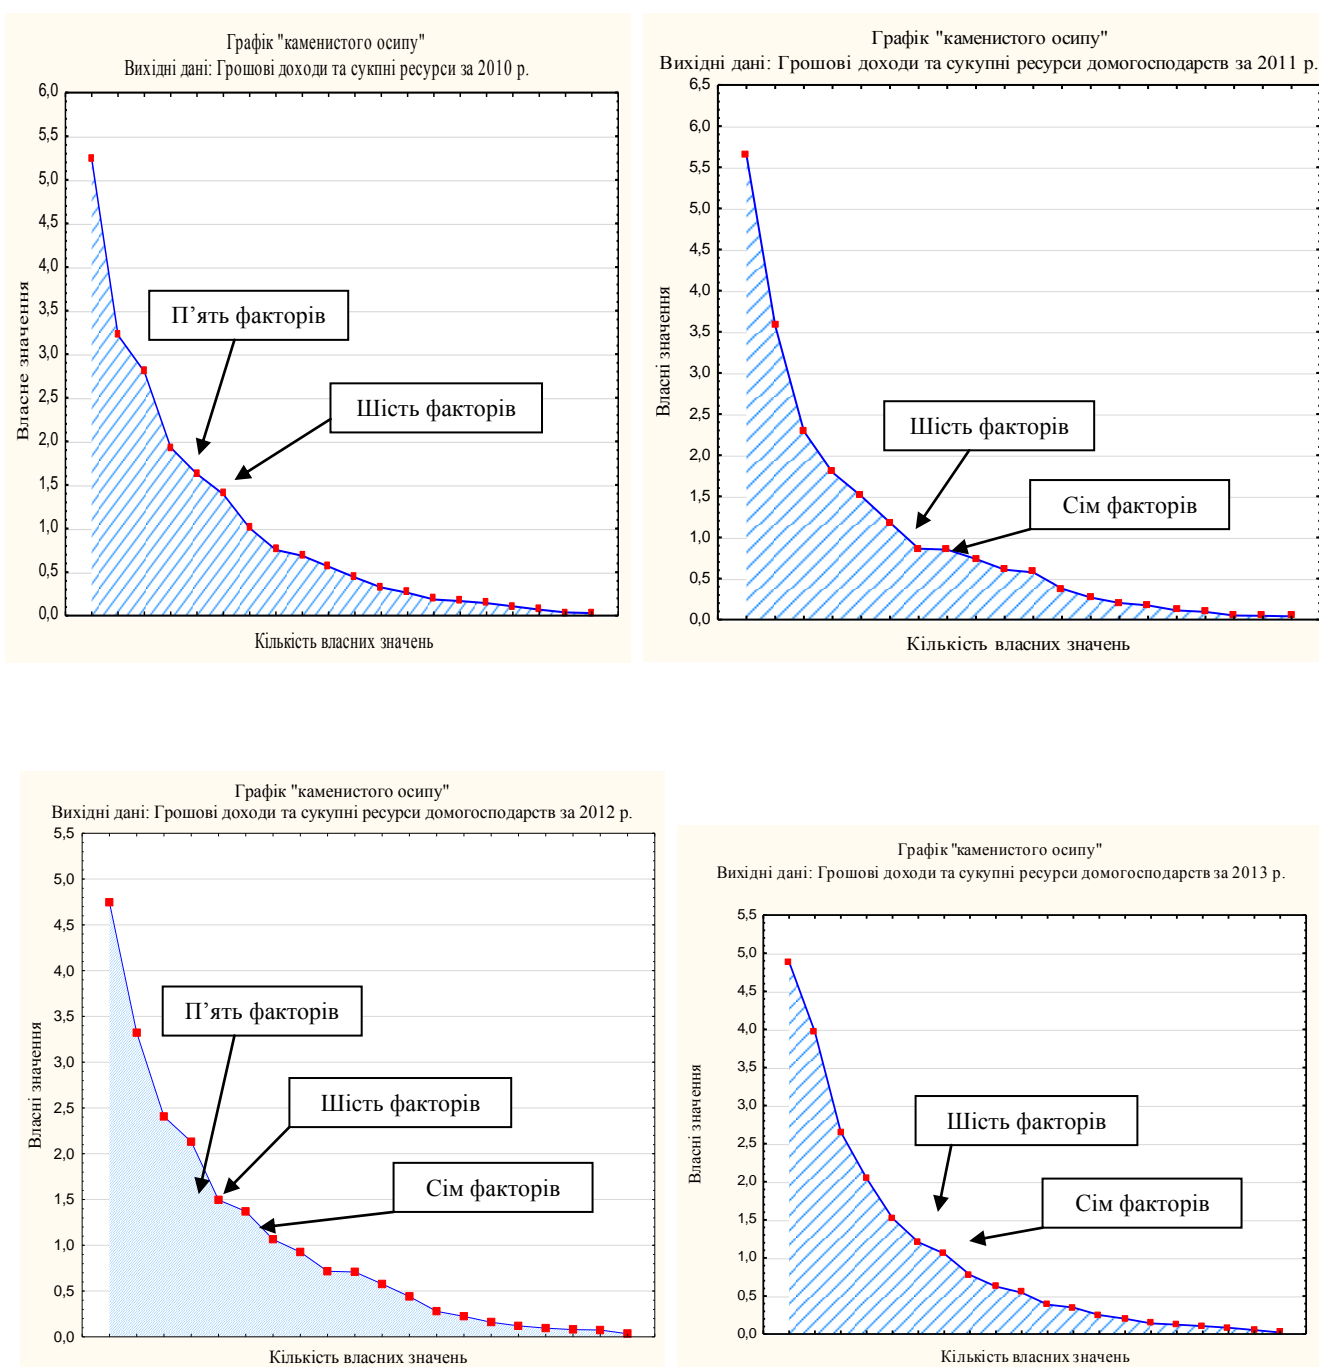 Графік "каменистого осипу"
Вихідні дані: Грошові доходи та сукпні ресурси за 2010 р.
6,0
5,5
5,0
4,5
4,0
3,5
3,0
2,5
2,0
1,5
1,0
0,5
0,0
Власне значення
П’ять факторів
Шість факторів
Кількість власних значень
Графік "каменистого осипу"
Вихідні дані: Грошові доходи та сукупні ресурси домогосподарств за 2011 р.
6,5
6,0
5,5
5,0
4,5
4,0
3,5
3,0
2,5
2,0
1,5
1,0
0,5
0,0
Власні значення
Шість факторів
Сім факторів
Кількість власних значень
Графік "каменистого осипу"
Вихідні дані: Грошові доходи та сукупні ресурси домогосподарств за 2012 р.
5,5
5,0
4,5
4,0
3,5
3,0
2,5
2,0
1,5
1,0
0,5
0,0
Власні значення
П’ять факторів
Шість факторів
Сім факторів
Кількість власних значень
Графік "каменистого осипу"
Вихідні дані: Грошові доходи та сукупні ресурси домогосподарств за 2013 р.
5,5
5,0
4,5
4,0
3,5
3,0
2,5
2,0
1,5
1,0
0,5
0,0
Власні значення
Шість факторів
Сім факторів
Кількість власних значень